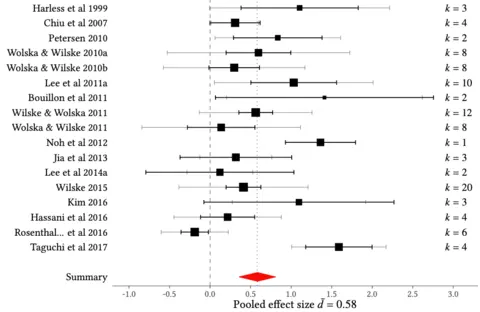 Harless et al 1999 k = 3
Chiu et al 2007 k = 4
Petersen 2010 k = 2
Wolska & Wilske 2010a k = 8
Wolska & Wilske 2010b k = 8
Lee et al 2011a k = 10
Bouillon et al 2011 k = 2
Wilske & Wolska 2011 k = 12
Wolska & Wilske 2011 k = 8
Noh et al 2012 k = 1
Jia et al 2013 k = 3
Lee et al 2014a k = 2
Wilske 2015 k = 20
Kim 2016 k = 3
Hassani et al 2016 k = 4
Rosenthal... et al 2016 k = 6
Taguchi et al 2017 k = 4
Summary
-1.0 -0.5 0.0 0.5 1.0 1.5 2.0 2.5 3.0
Pooled effect size d̄ = 0.58